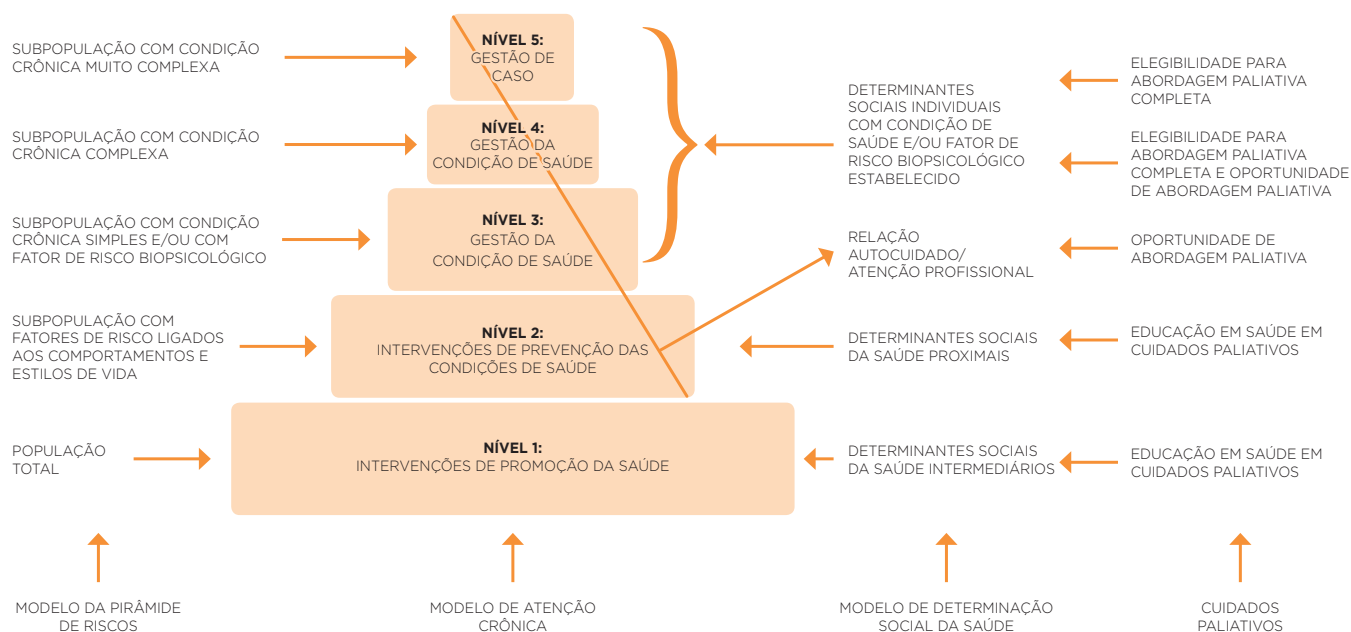 SUBPOPULAÇÃO COM CONDIÇÃO
CRÔNICA MUITO COMPLEXA
SUBPOPULAÇÃO COM CONDIÇÃO
CRÔNICA COMPLEXA
SUBPOPULAÇÃO COM CONDIÇÃO
CRÔNICA SIMPLES E/OU COM
FATOR DE RISCO BIOPSICOLÓGICO
SUBPOPULAÇÃO COM
FATORES DE RISCO LIGADOS
AOS COMPORTAMENTOS E
ESTILOS DE VIDA
POPULAÇÃO
TOTAL
MODELO DA PIRÂMIDE
DE RISCOS
NÍVEL 5:
GESTÃO DE
CASO
NÍVEL 4:
GESTÃO DA
CONDIÇÃO DE SAÚDE
NÍVEL 3:
GESTÃO DA
CONDIÇÃO DE SAÚDE
NÍVEL 2:
INTERVENÇÕES DE PREVENÇÃO DAS
CONDIÇÕES DE SAÚDE
NÍVEL 1:
INTERVENÇÕES DE PROMOÇÃO DA SAÚDE
MODELO DE ATENÇÃO
CRÔNICA
DETERMINANTES
SOCIAIS INDIVIDUAIS
COM CONDIÇÃO DE
SAÚDE E/OU FATOR DE
RISCO BIOPSICOLÓGICO
ESTABELECIDO
RELAÇÃO
AUTOCUIDADO/
ATENÇÃO PROFISSIONAL
DETERMINANTES SOCIAIS
DA SAÚDE PROXIMAIS
DETERMINANTES SOCIAIS
DA SAÚDE INTERMEDIÁRIOS
MODELO DE DETERMINAÇÃO
SOCIAL DA SAÚDE
ELEGIBILIDADE PARA
ABORDAGEM PALIATIVA
COMPLETA
ELEGIBILIDADE PARA
ABORDAGEM PALIATIVA
COMPLETA E OPORTUNIDADE
DE ABORDAGEM PALIATIVA
OPORTUNIDADE DE
ABORDAGEM PALIATIVA
EDUCAÇÃO EM SAÚDE EM
CUIDADOS PALIATIVOS
EDUCAÇÃO EM SAÚDE EM
CUIDADOS PALIATIVOS
CUIDADOS
PALIATIVOS